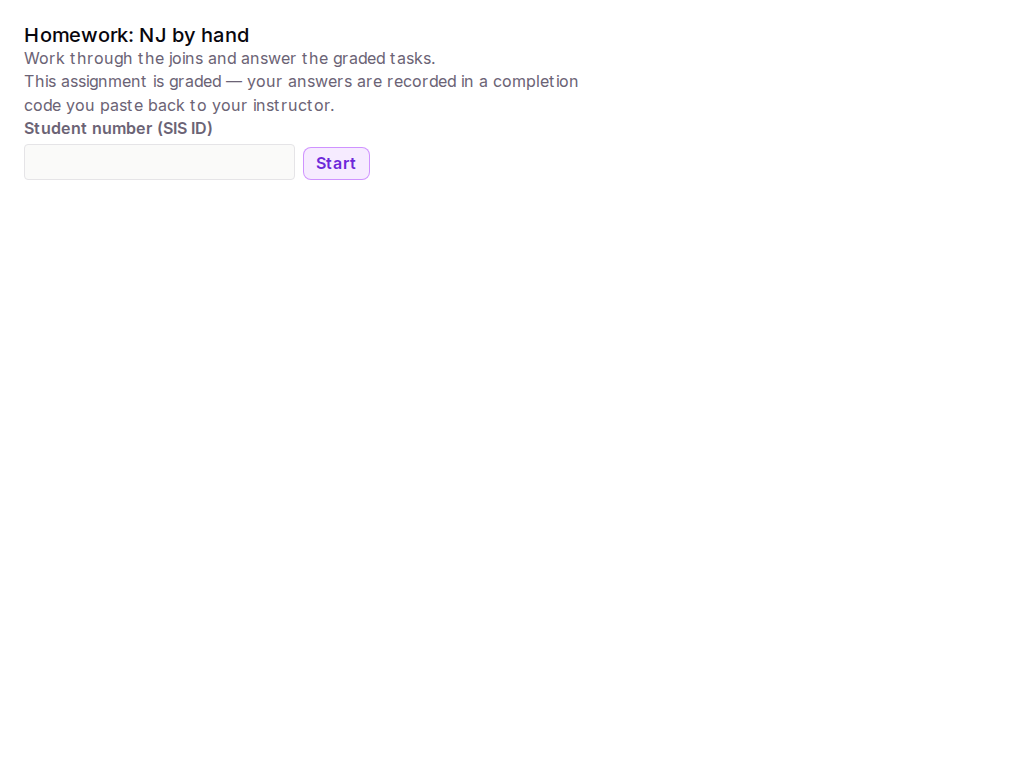 Homework: NJ by hand
Work through the joins and answer the graded tasks.
This assignment is graded — your answers are recorded in a completion
code you paste back to your instructor.
Student number (SIS ID)
Start